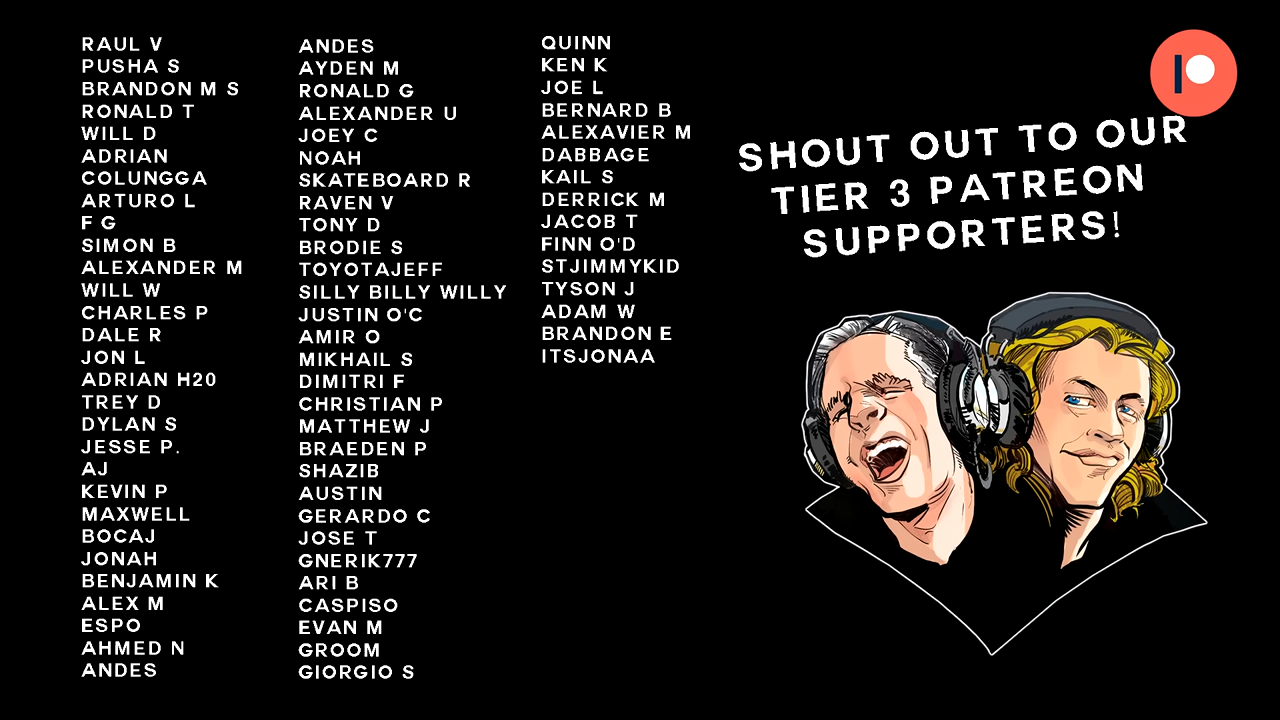 RAUL V
PUSHA S
BRANDON M S
RONALD T
WILL D
ADRIAN
COLUNGGA
ARTURO L
F G
SIMON B
ALEXANDER M
WILL W
CHARLES P
DALE R
JON L
ADRIAN H20
TREY D
DYLAN S
JESSE P.
AJ
KEVIN P
MAXWELL
BOCAJ
JONAH
BENJAMIN K
ALEX M
ESPO
AHMED N
ANDES
ANDES
AYDEN M
RONALD G
ALEXANDER U
JOEY C
NOAH
SKATEBOARD R
RAVEN V
TONY D
BRODIE S
TOYOTAJEFF
SILLY BILLY WILLY
JUSTIN O'C
AMIR O
MIKHAIL S
DIMITRI F
CHRISTIAN P
MATTHEW J
BRAEDEN P
SHAZIB
AUSTIN
GERARDO C
JOSE T
GNERIK777
ARI B
CASPISO
EVAN M
GROOM
GIORGIO S
QUINN
KEN K
JOE L
BERNARD B
ALEXAVIER M
DABBAGE
KAIL S
DERRICK M
JACOB T
FINN O'D
STJIMMYKID
TYSON J
ADAM W
BRANDON E
ITSJONAA
SHOUT OUT TO OUR
TIER 3 PATREON
SUPPORTERS!